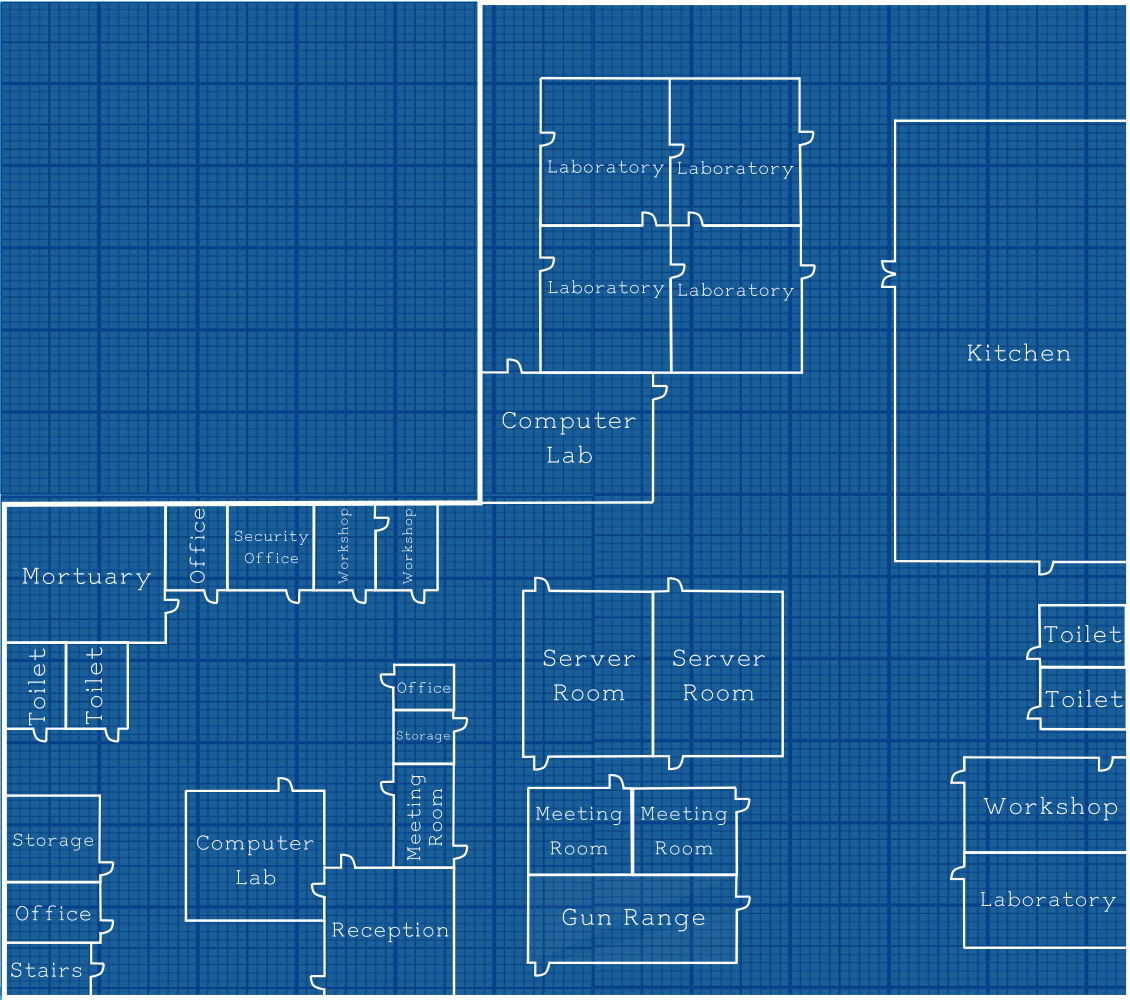 Laboratory
Laboratory
Laboratory
Laboratory
Kitchen
Computer
Lab
Mortuary
Office
Security
Office
Workshop
Workshop
Toilet
Toilet
Office
Storage
Meeting
Room
Server
Room
Server
Room
Toilet
Toilet
Storage
Office
Stairs
Computer
Lab
Reception
Meeting
Room
Meeting
Room
Gun Range
Workshop
Laboratory